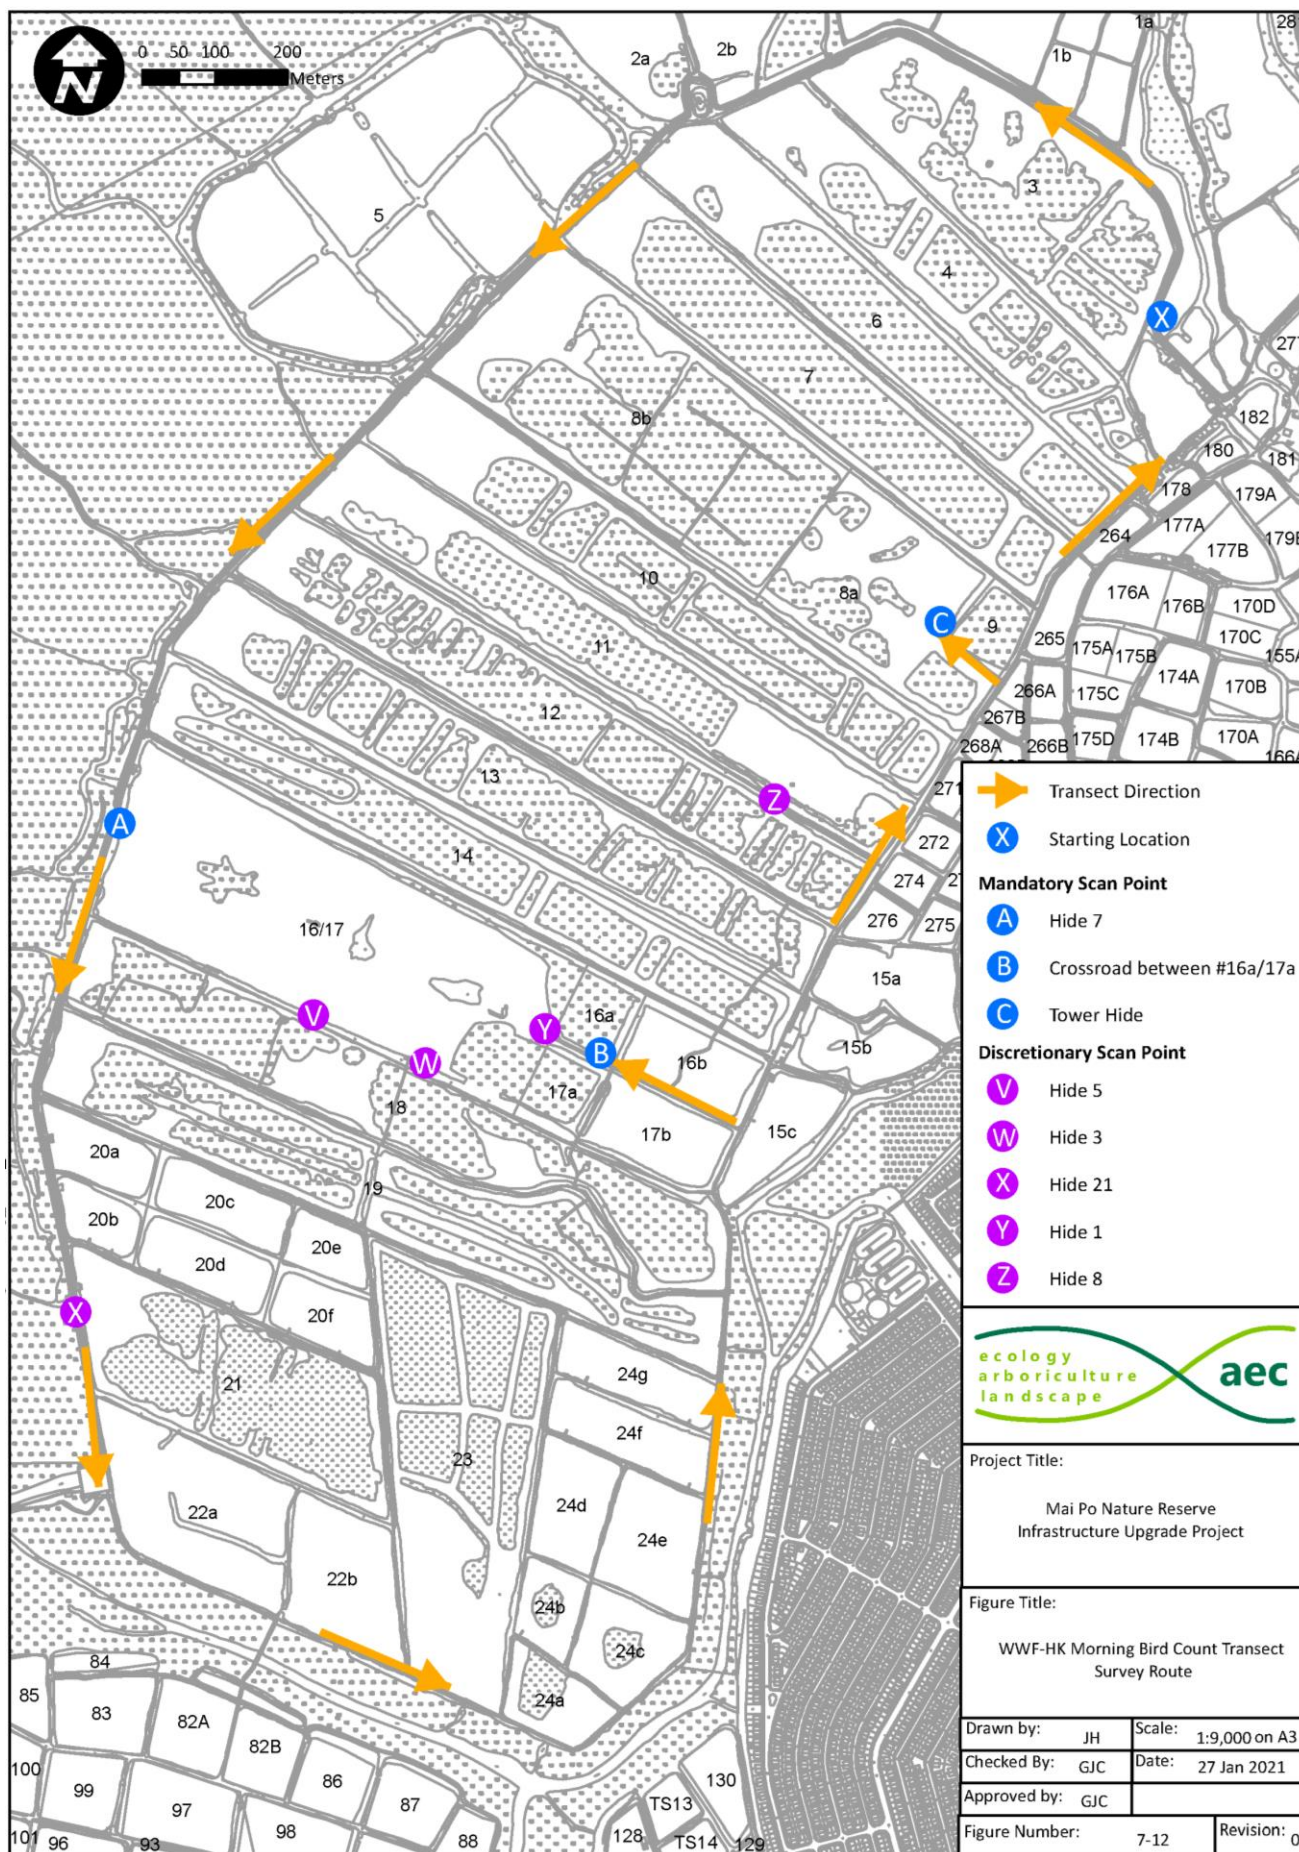 N
0 50 100 200
Meters
2a
2b
1a
1b
28
3
5
4
X
6
277
7
182
8b
180
181
178
179A
264
177A
177B
10
8a
176A
176B
170D
C
9
265
170C
11
175A
175B
174A
170B
266A
175C
12
267B
268A
266B
175D
174B
170A
13
Z
271
A
272
14
274
276
275
16/17
15a
V
16a
Y
W
B
16b
15b
17a
18
17b
15c
20a
19
20c
20b
20e
20d
20f
X
24g
21
24f
23
22a
24d
24e
22b
24b
24c
84
24a
85
83
82A
82B
100
86
130
99
87
TS13
97
101
96
93
98
88
128
TS14
129
Transect Direction
X Starting Location
Mandatory Scan Point
A Hide 7
B Crossroad between #16a/17a
C Tower Hide
Discretionary Scan Point
V Hide 5
W Hide 3
X Hide 21
Y Hide 1
Z Hide 8
ecology
arboriculture
landscape
aec
Project Title:
Mai Po Nature Reserve
Infrastructure Upgrade Project
Figure Title:
WWF-HK Morning Bird Count Transect
Survey Route
Drawn by: JH Scale: 1:9,000 on A3
Checked By: GJC Date: 27 Jan 2021
Approved by: GJC
Figure Number: 7-12 Revision: 0